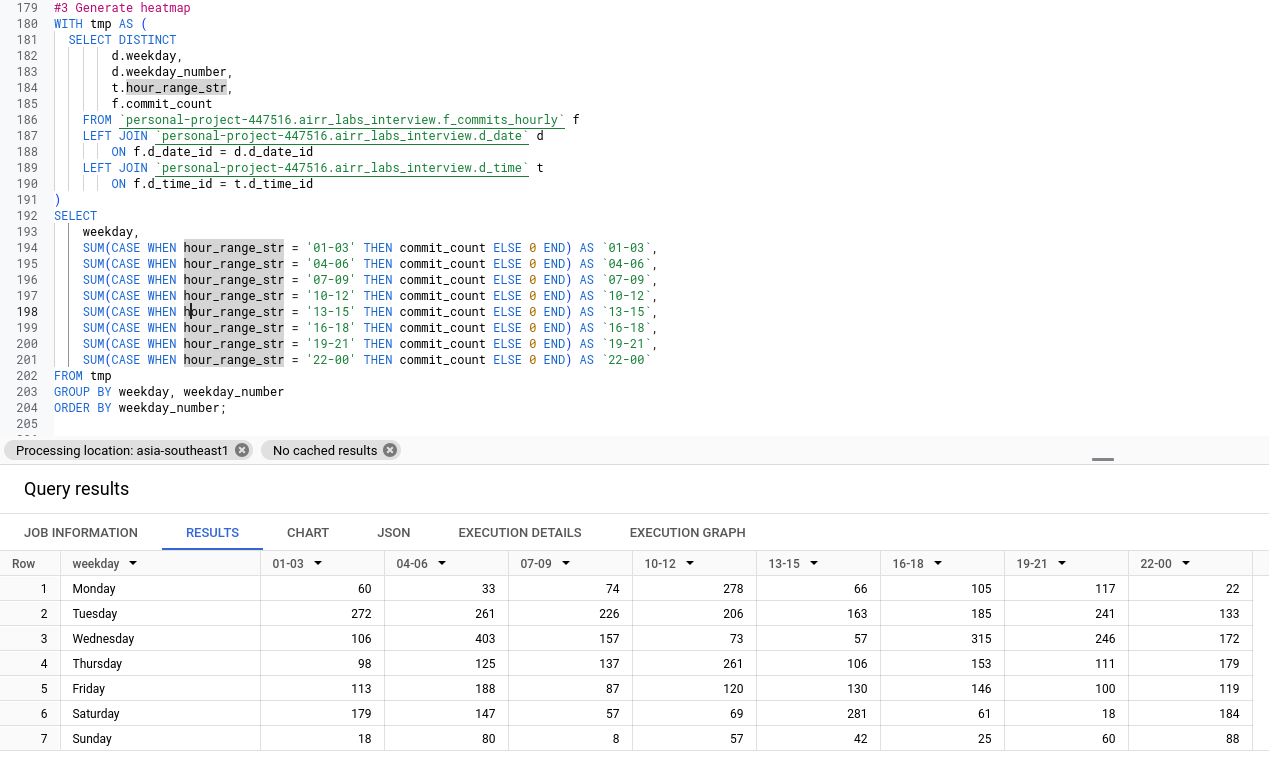 179 #3 Generate heatmap
180 WITH tmp AS (
181 SELECT DISTINCT
182 d.weekday,
183 d.weekday_number,
184 t.hour_range_str,
185 f.commit_count
186 FROM `personal-project-447516.airr_labs_interview.f_commits_hourly` f
187 LEFT JOIN `personal-project-447516.airr_labs_interview.d_date` d
188 ON f.d_date_id = d.d_date_id
189 LEFT JOIN `personal-project-447516.airr_labs_interview.d_time` t
190 ON f.d_time_id = t.d_time_id
191 )
192 SELECT
193 weekday,
194 SUM(CASE WHEN hour_range_str = '01-03' THEN commit_count ELSE 0 END) AS `01-03`,
195 SUM(CASE WHEN hour_range_str = '04-06' THEN commit_count ELSE 0 END) AS `04-06`,
196 SUM(CASE WHEN hour_range_str = '07-09' THEN commit_count ELSE 0 END) AS `07-09`,
197 SUM(CASE WHEN hour_range_str = '10-12' THEN commit_count ELSE 0 END) AS `10-12`,
198 SUM(CASE WHEN hour_range_str = '13-15' THEN commit_count ELSE 0 END) AS `13-15`,
199 SUM(CASE WHEN hour_range_str = '16-18' THEN commit_count ELSE 0 END) AS `16-18`,
200 SUM(CASE WHEN hour_range_str = '19-21' THEN commit_count ELSE 0 END) AS `19-21`,
201 SUM(CASE WHEN hour_range_str = '22-00' THEN commit_count ELSE 0 END) AS `22-00`
202 FROM tmp
203 GROUP BY weekday, weekday_number
204 ORDER BY weekday_number;
205
Processing location: asia-southeast1 No cached results
Query results
JOB INFORMATION RESULTS CHART JSON EXECUTION DETAILS EXECUTION GRAPH
Row weekday 01-03 04-06 07-09 10-12 13-15 16-18 19-21 22-00
1 Monday 60 33 74 278 66 105 117 22
2 Tuesday 272 261 226 206 163 185 241 133
3 Wednesday 106 403 157 73 57 315 246 172
4 Thursday 98 125 137 261 106 153 111 179
5 Friday 113 188 87 120 130 146 100 119
6 Saturday 179 147 57 69 281 61 18 184
7 Sunday 18 80 8 57 42 25 60 88